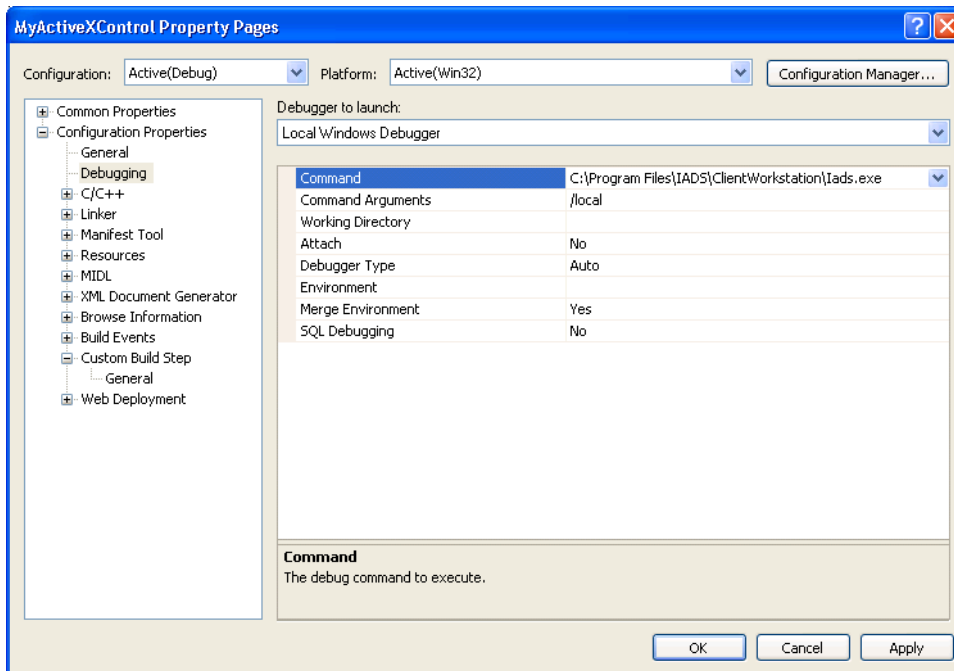 MyActiveXControl Property Pages
Configuration: Active(Debug) Platform: Active(Win32) Configuration Manager...
Common Properties
Configuration Properties
General
Debugging
C/C++
Linker
Manifest Tool
Resources
MIDL
XML Document Generator
Browse Information
Build Events
Custom Build Step
General
Web Deployment
Debugger to launch:
Local Windows Debugger
Command C:\Program Files\IADS\ClientWorkstation\Iads.exe
Command Arguments /local
Working Directory
Attach No
Debugger Type Auto
Environment
Merge Environment Yes
SQL Debugging No
Command
The debug command to execute.
OK Cancel Apply